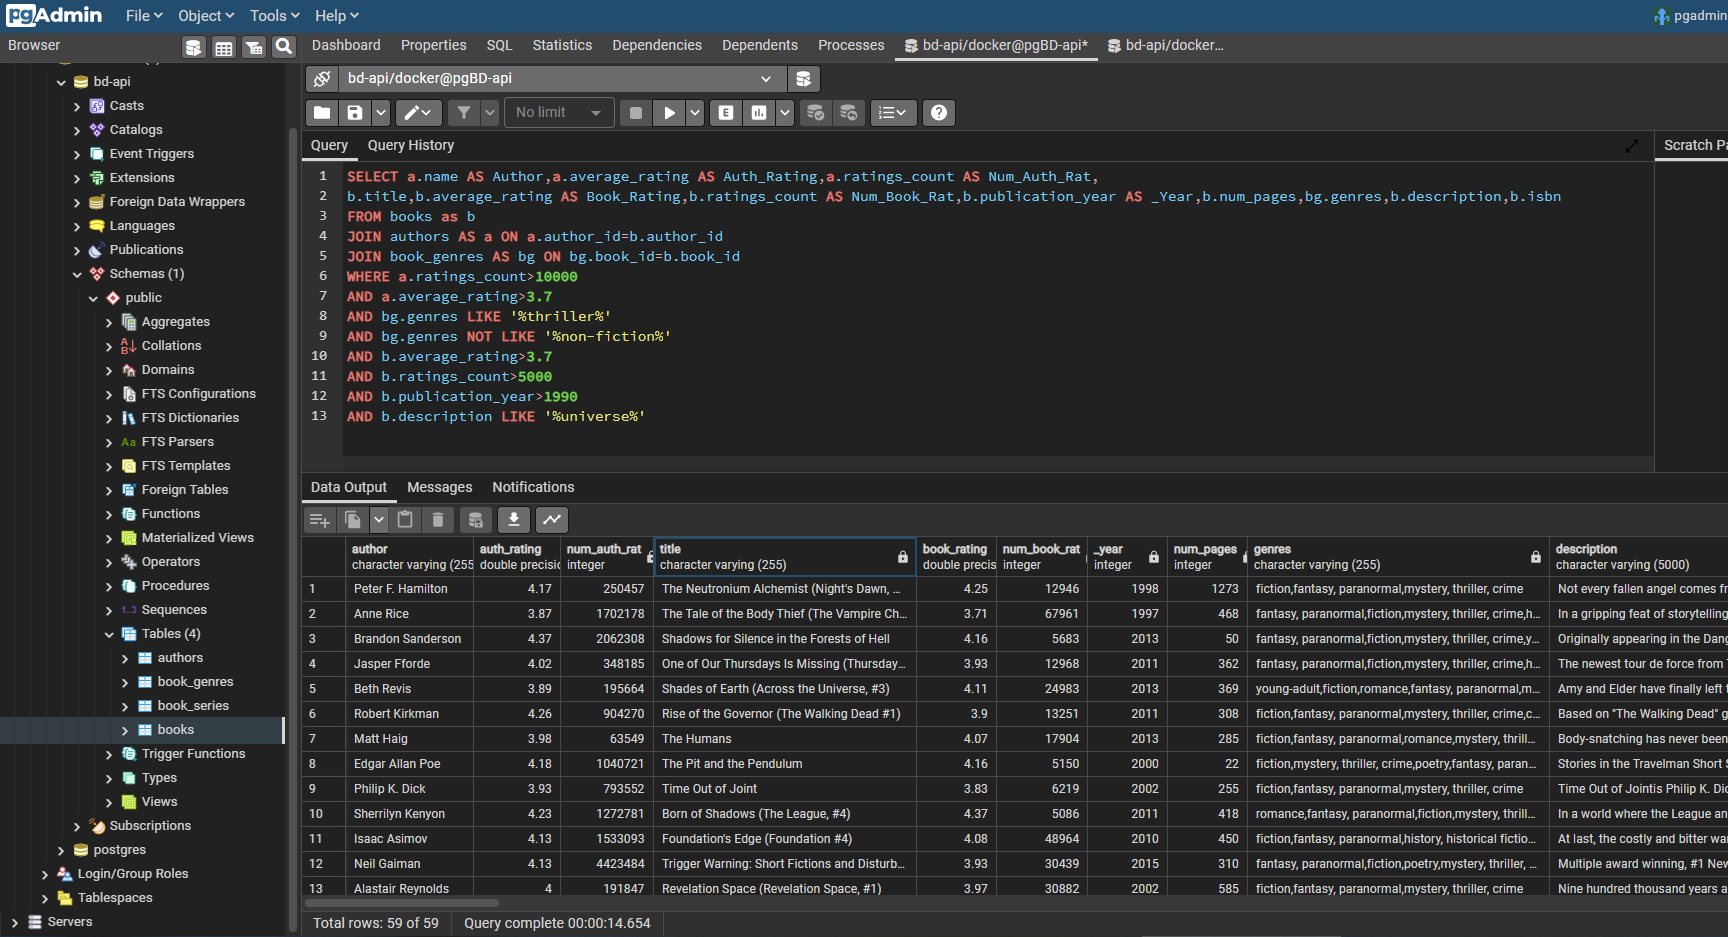 pgAdmin File Object Tools Help pgadmin
Browser Dashboard Properties SQL Statistics Dependencies Dependents Processes bd-api/docker@pgBD-api* bd-api/docker...
bd-api
Casts
Catalogs
Event Triggers
Extensions
Foreign Data Wrappers
Languages
Publications
Schemas (1)
public
Aggregates
Collations
Domains
FTS Configurations
FTS Dictionaries
FTS Parsers
FTS Templates
Foreign Tables
Functions
Materialized Views
Operators
Procedures
1..3 Sequences
Tables (4)
authors
book_genres
book_series
books
Trigger Functions
Types
Views
Subscriptions
postgres
Login/Group Roles
Tablespaces
Servers
bd-api/docker@pgBD-api
No limit E
Query Query History Scratch Pa
1 SELECT a.name AS Author,a.average_rating AS Auth_Rating,a.ratings_count AS Num_Auth_Rat,
2 b.title,b.average_rating AS Book_Rating,b.ratings_count AS Num_Book_Rat,b.publication_year AS _Year,b.num_pages,bg.genres,b.description,b.isbn
3 FROM books as b
4 JOIN authors AS a ON a.author_id=b.author_id
5 JOIN book_genres AS bg ON bg.book_id=b.book_id
6 WHERE a.ratings_count>10000
7 AND a.average_rating>3.7
8 AND bg.genres LIKE '%thriller%'
9 AND bg.genres NOT LIKE '%non-fiction%'
10 AND b.average_rating>3.7
11 AND b.ratings_count>5000
12 AND b.publication_year>1990
13 AND b.description LIKE '%universe%'
Data Output Messages Notifications
author auth_rating num_auth_rat title book_rating num_book_rat _year num_pages genres description
character varying (255 double precisic integer character varying (255) double precis integer integer integer character varying (255) character varying (5000)
1 Peter F. Hamilton 4.17 250457 The Neutronium Alchemist (Night's Dawn, ... 4.25 12946 1998 1273 fiction,fantasy, paranormal,mystery, thriller, crime Not every fallen angel comes fr
2 Anne Rice 3.87 1702178 The Tale of the Body Thief (The Vampire Ch... 3.71 67961 1997 468 fantasy, paranormal,fiction,mystery, thriller, crime,h... In a gripping feat of storytelling
3 Brandon Sanderson 4.37 2062308 Shadows for Silence in the Forests of Hell 4.16 5683 2013 50 fantasy, paranormal,fiction,mystery, thriller, crime,y... Originally appearing in the Dang
4 Jasper Fforde 4.02 348185 One of Our Thursdays Is Missing (Thursday... 3.93 12968 2011 362 fantasy, paranormal,fiction,mystery, thriller, crime,h... The newest tour de force from
5 Beth Revis 3.89 195664 Shades of Earth (Across the Universe, #3) 4.11 24983 2013 369 young-adult,fiction,romance,fantasy, paranormal,m... Amy and Elder have finally left
6 Robert Kirkman 4.26 904270 Rise of the Governor (The Walking Dead #1) 3.9 13251 2011 308 fiction,fantasy, paranormal,mystery, thriller, crime,c... Based on "The Walking Dead" g
7 Matt Haig 3.98 63549 The Humans 4.07 17904 2013 285 fiction,fantasy, paranormal,romance,mystery, thrill... Body-snatching has never been
8 Edgar Allan Poe 4.18 1040721 The Pit and the Pendulum 4.16 5150 2000 22 fiction,mystery, thriller, crime,poetry,fantasy, paran... Stories in the Travelman Short
9 Philip K. Dick 3.93 793552 Time Out of Joint 3.83 6219 2002 255 fiction,fantasy, paranormal,mystery, thriller, crime Time Out of Jointis Philip K. Dic
10 Sherrilyn Kenyon 4.23 1272781 Born of Shadows (The League, #4) 4.37 5086 2011 418 romance,fantasy, paranormal,fiction,mystery, thrill... In a world where the League an
11 Isaac Asimov 4.13 1533093 Foundation's Edge (Foundation #4) 4.08 48964 2010 450 fiction,fantasy, paranormal,history, historical fictio... At last, the costly and bitter wa
12 Neil Gaiman 4.13 4423484 Trigger Warning: Short Fictions and Disturb... 3.93 30439 2015 310 fantasy, paranormal,fiction,poetry,mystery, thriller, ... Multiple award winning, #1 New
13 Alastair Reynolds 4 191847 Revelation Space (Revelation Space, #1) 3.97 30882 2002 585 fiction,fantasy, paranormal,mystery, thriller, crime Nine hundred thousand years a
Total rows: 59 of 59 Query complete 00:00:14.654